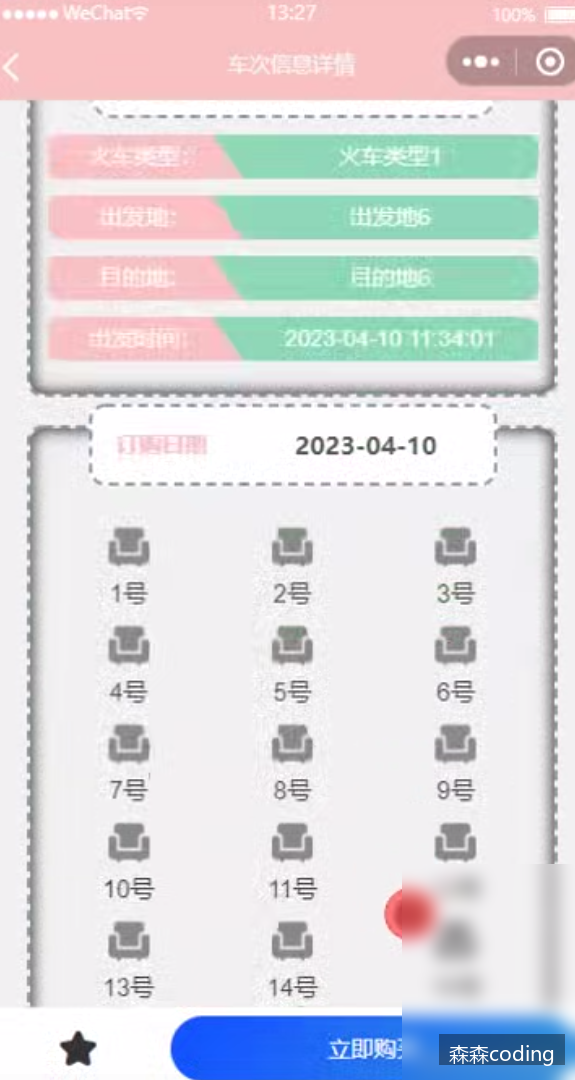 WeChat 13:27 100%
车次信息详情
火车类型: 火车类型1
出发地: 出发地6
目的地: 目的地6
出发时间: 2023-04-10 11:34:01
订购日期 2023-04-10
1号 2号 3号
4号 5号 6号
7号 8号 9号
10号 11号
13号 14号
立即购买
森森coding